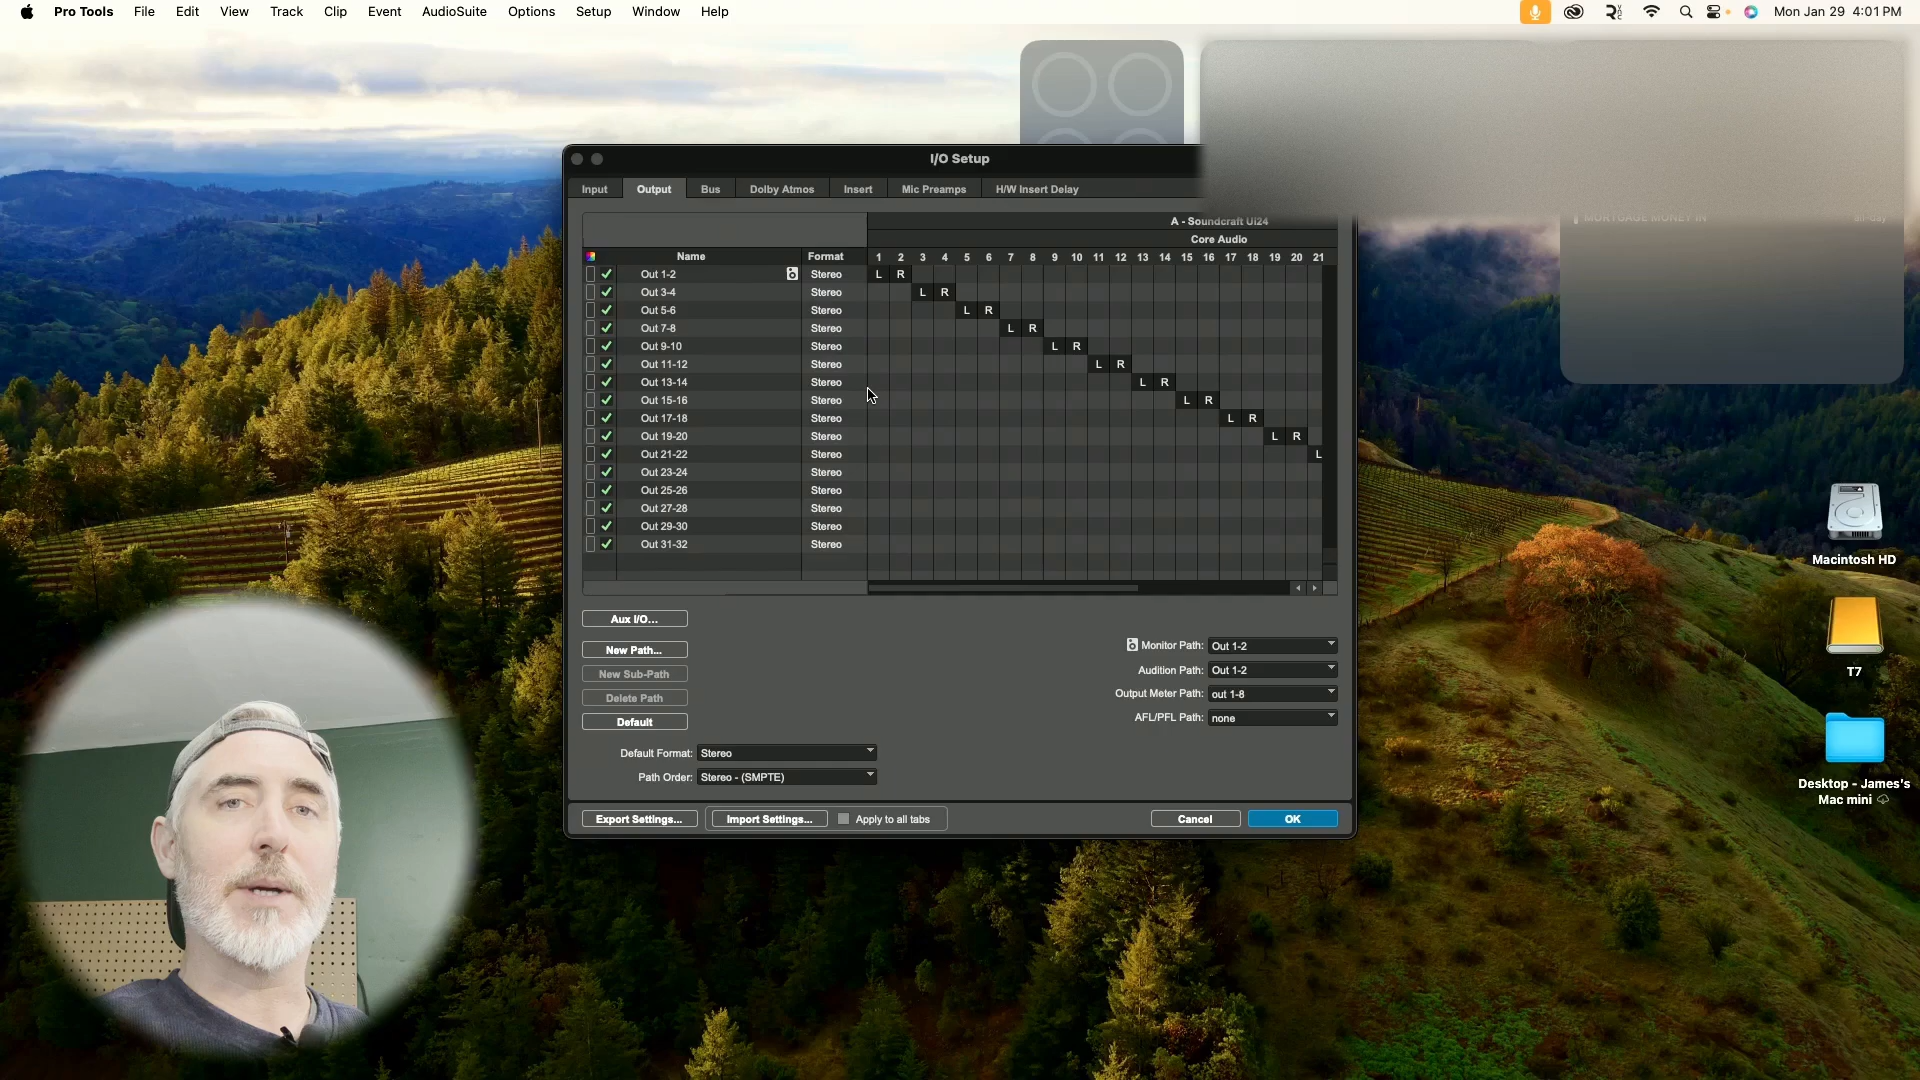 Pro Tools File Edit View Track Clip Event AudioSuite Options Setup Window Help Mon Jan 29 4:01 PM
I/O Setup
Input Output Bus Dolby Atmos Insert Mic Preamps H/W Insert Delay
A - Soundcraft Ui24
MORTGAGE MONEY IN all-day
Core Audio
Name Format 1 2 3 4 5 6 7 8 9 10 11 12 13 14 15 16 17 18 19 20 21
Out 1-2 Stereo L R
Out 3-4 Stereo L R
Out 5-6 Stereo L R
Out 7-8 Stereo L R
Out 9-10 Stereo L R
Out 11-12 Stereo L R
Out 13-14 Stereo L R
Out 15-16 Stereo L R
Out 17-18 Stereo L R
Out 19-20 Stereo L R
Out 21-22 Stereo L
Out 23-24 Stereo
Out 25-26 Stereo
Out 27-28 Stereo
Out 29-30 Stereo
Out 31-32 Stereo
Aux I/O...
New Path...
New Sub-Path
Delete Path
Default
Monitor Path: Out 1-2
Audition Path: Out 1-2
Output Meter Path: out 1-8
AFL/PFL Path: none
Default Format: Stereo
Path Order: Stereo - (SMPTE)
Export Settings... Import Settings... Apply to all tabs Cancel OK
Macintosh HD
T7
Desktop - James's
Mac mini